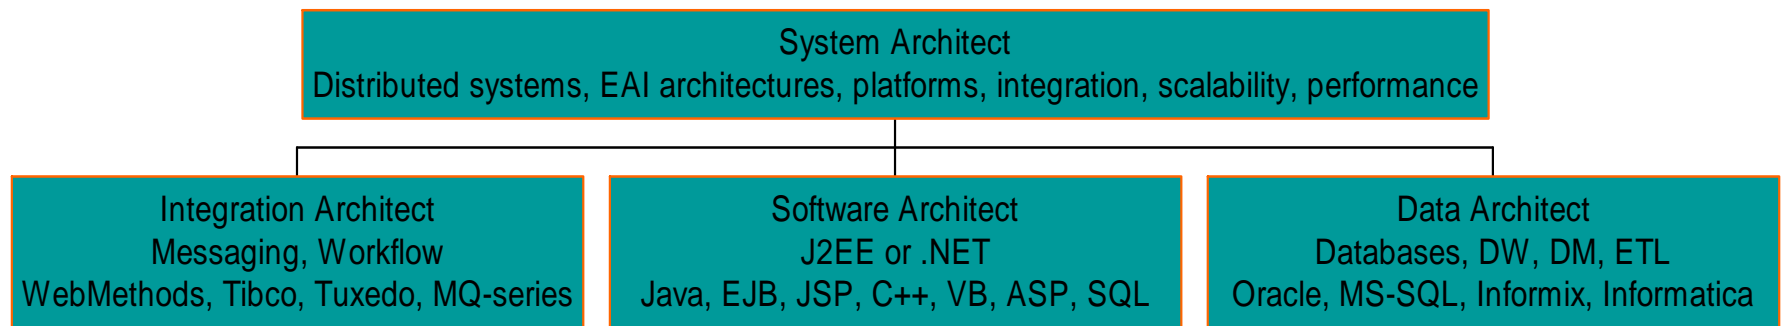 System Architect
Distributed systems, EAI architectures, platforms, integration, scalability, performance
Integration Architect
Messaging, Workflow
WebMethods, Tibco, Tuxedo, MQ-series
Software Architect
J2EE or .NET
Java, EJB, JSP, C++, VB, ASP, SQL
Data Architect
Databases, DW, DM, ETL
Oracle, MS-SQL, Informix, Informatica